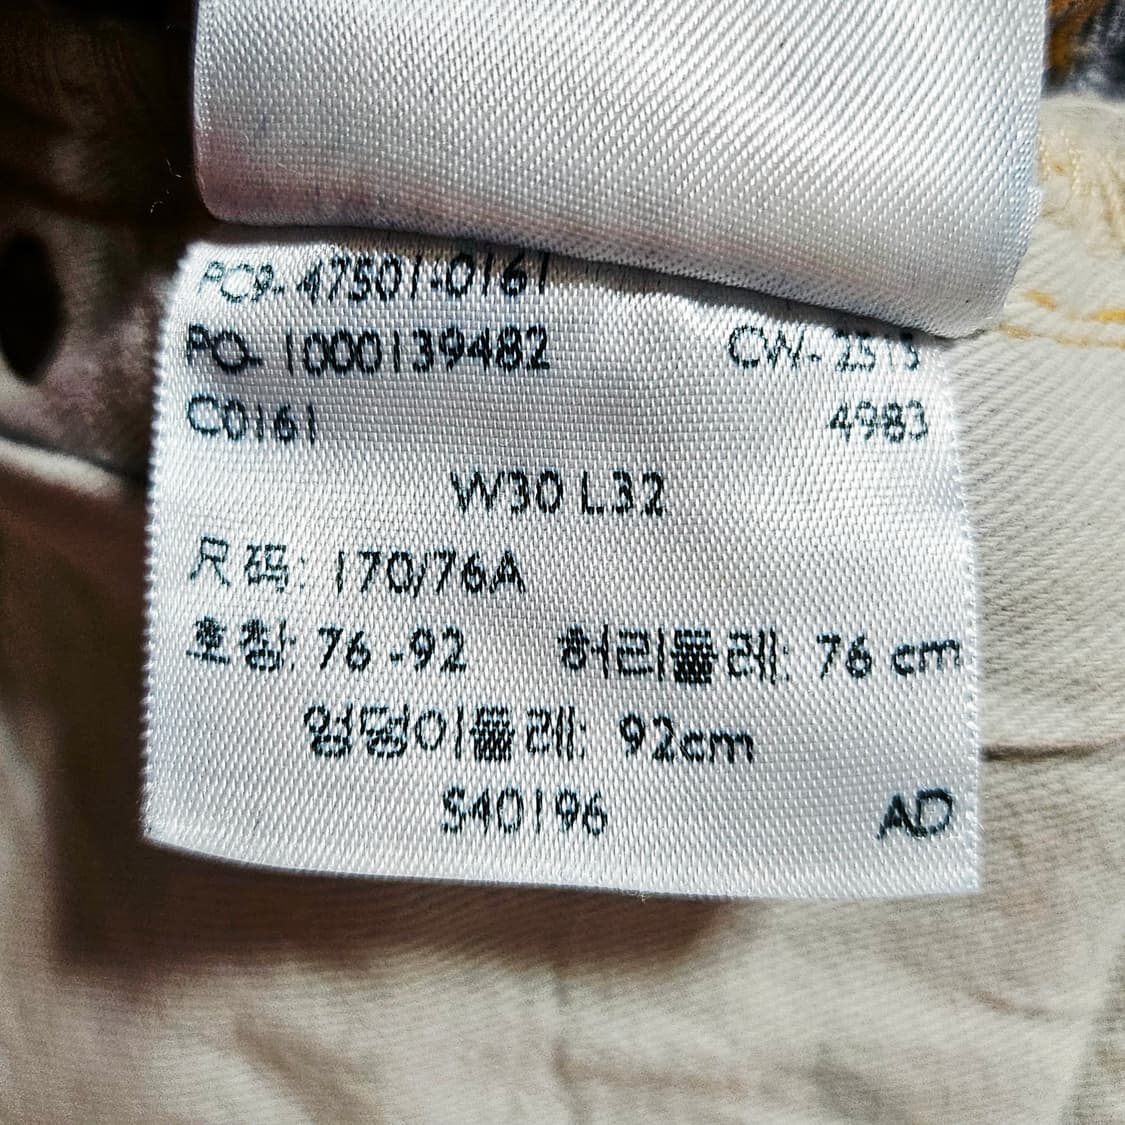 PC9- 47501-0161
PO- 1000139482 CW- 2513
C0161 4983
W30 L32
尺码: 170/76A
호칭: 76 -92 허리둘레: 76 cm
엉덩이둘레: 92cm
S40196 AD